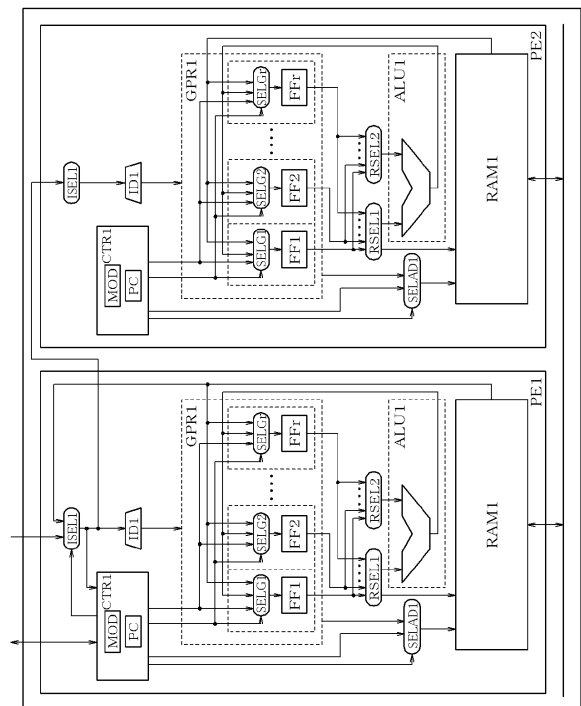 PE2
ISEL1
ID1
CTR1
MOD
PC
GPR1
SELGr
FFr
SELG2
FF2
SELG1
FF1
RSEL2
RSEL1
ALU1
SELAD1
RAM1
PE1
ISEL1
ID1
CTR1
MOD
PC
GPR1
SELGr
FFr
SELG2
FF2
SELG1
FF1
RSEL2
RSEL1
ALU1
SELAD1
RAM1